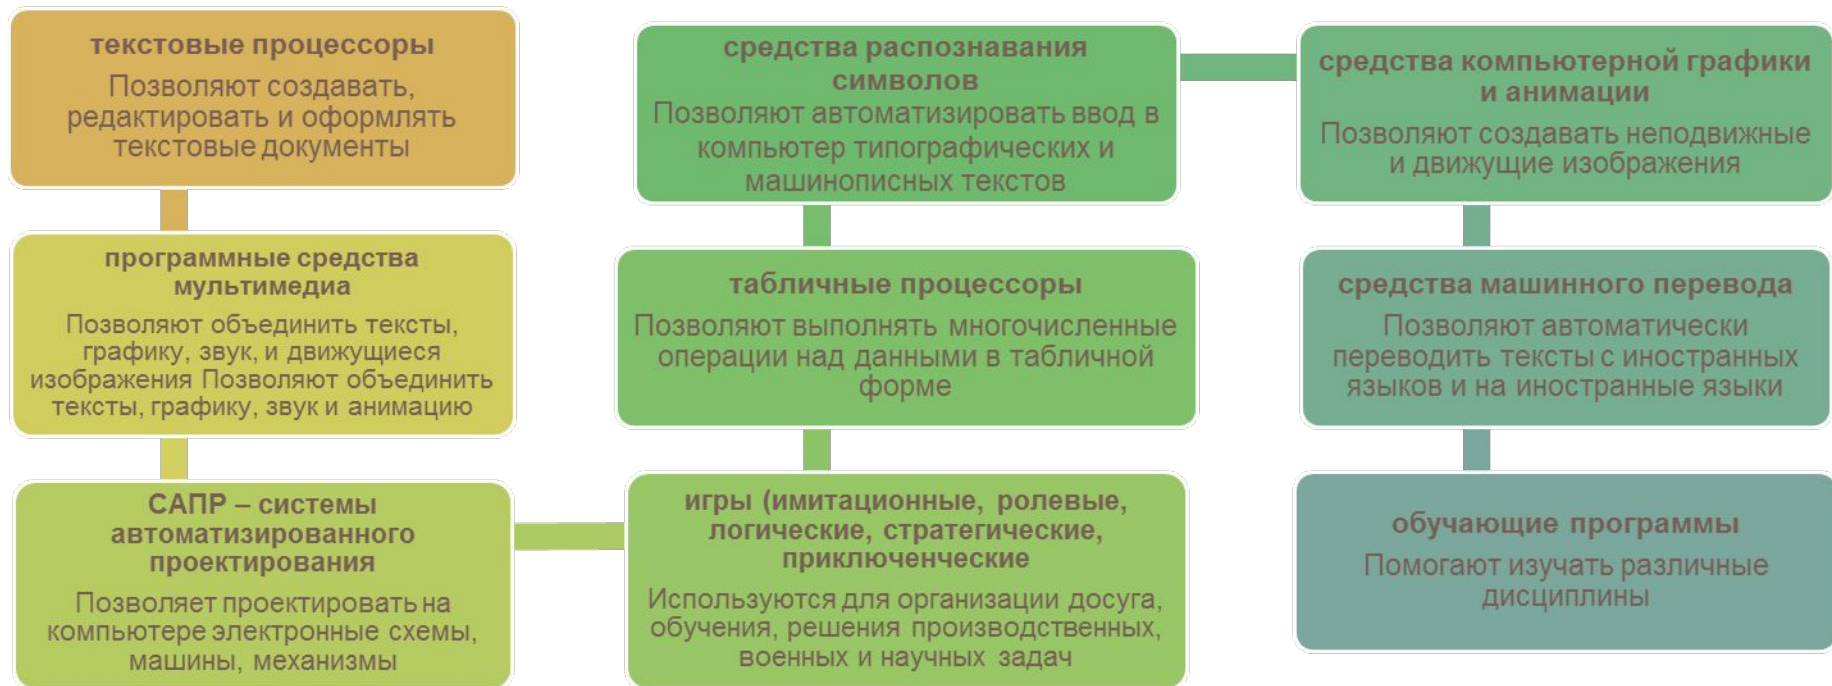 текстовые процессоры
Позволяют создавать,
редактировать и оформлять
текстовые документы
программные средства
мультимедиа
Позволяют объединить тексты,
графику, звук, и движущиеся
изображения Позволяют объединить
тексты, графику, звук и анимацию
САПР – системы
автоматизированного
проектирования
Позволяет проектировать на
компьютере электронные схемы,
машины, механизмы
игры (имитационные, ролевые,
логические, стратегические,
приключенческие
Используются для организации досуга,
обучения, решения производственных,
военных и научных задач
табличные процессоры
Позволяют выполнять многочисленные
операции над данными в табличной
форме
средства распознавания
символов
Позволяют автоматизировать ввод в
компьютер типографических и
машинописных текстов
средства компьютерной графики
и анимации
Позволяют создавать неподвижные
и движущие изображения
средства машинного перевода
Позволяют автоматически
переводить тексты с иностранных
языков и на иностранные языки
обучающие программы
Помогают изучать различные
дисциплины